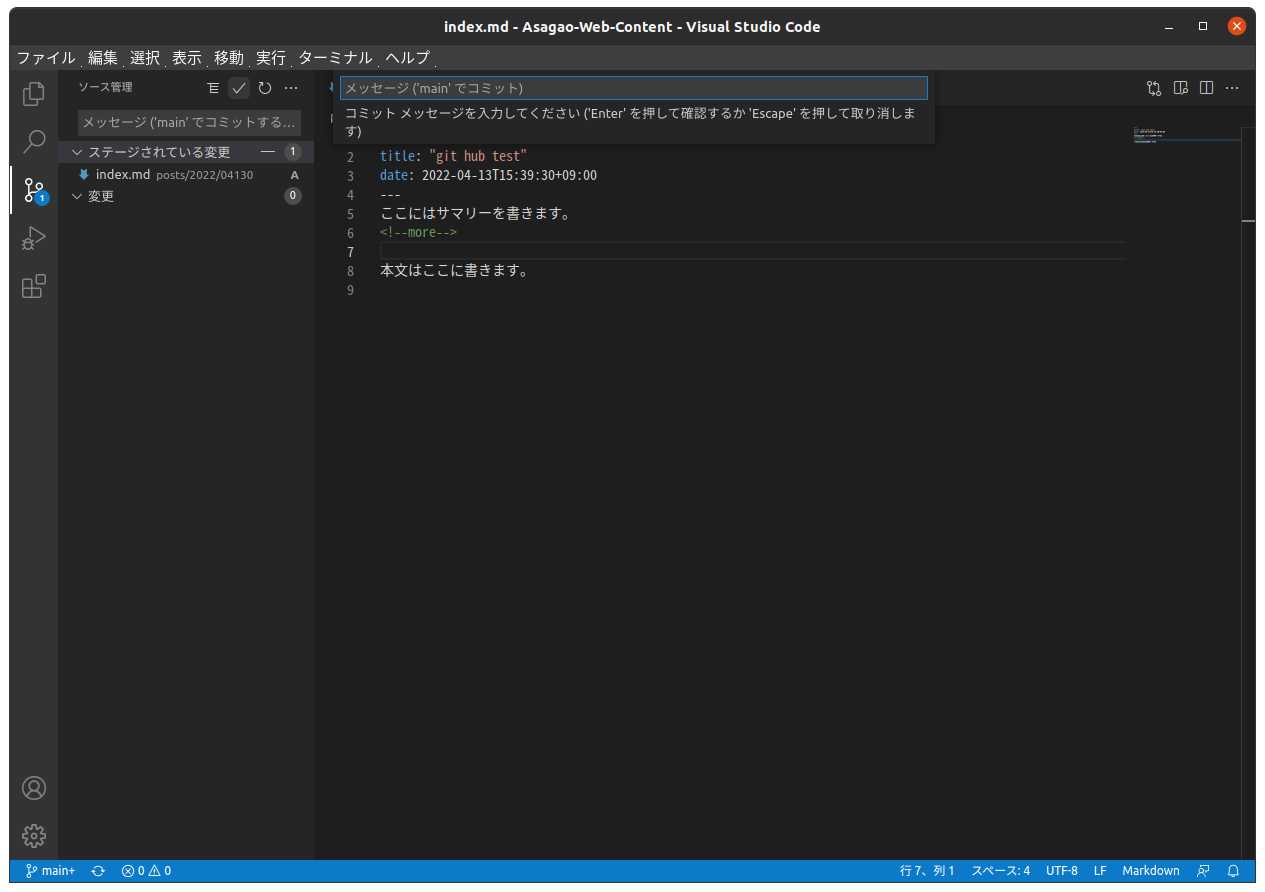 index.md - Asagao-Web-Content - Visual Studio Code
ファイル 編集 選択 表示 移動 実行 ターミナル ヘルプ
ソース管理
メッセージ ('main' でコミットする…
ステージされている変更 1
index.md posts/2022/04130 A
変更 0
1
メッセージ ('main' でコミット)
コミット メッセージを入力してください ('Enter' を押して確認するか 'Escape' を押して取り消しま
す)
2 title: "git hub test"
3 date: 2022-04-13T15:39:30+09:00
4 ---
5 ここにはサマリーを書きます。
6 <!--more-->
7
8 本文はここに書きます。
9
main+ 0 0 行 7、列 1 スペース: 4 UTF-8 LF Markdown